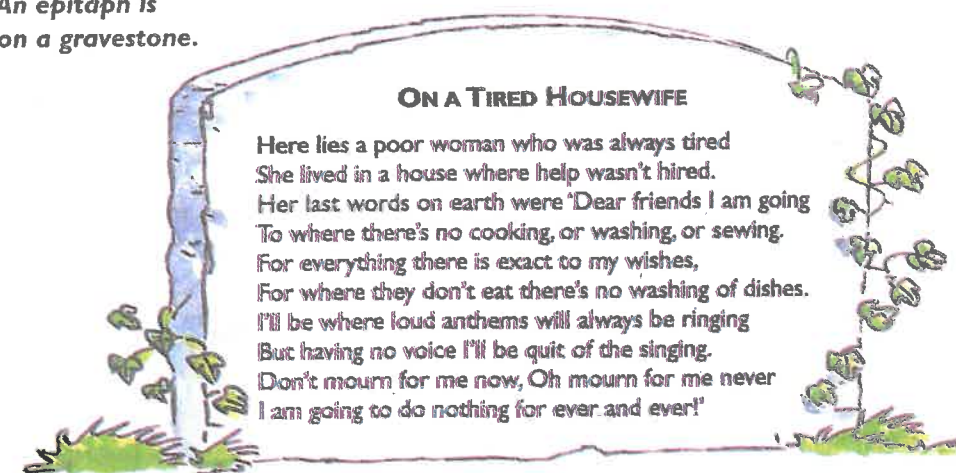 An epitaph is
on a gravestone.
ON A TIRED HOUSEWIFE
Here lies a poor woman who was always tired
She lived in a house where help wasn't hired.
Her last words on earth were 'Dear friends I am going
To where there's no cooking, or washing, or sewing.
For everything there is exact to my wishes,
For where they don't eat there's no washing of dishes.
I'll be where loud anthems will always be ringing
But having no voice I'll be quit of the singing.
Don't mourn for me now, Oh mourn for me never
I am going to do nothing for ever and ever!'